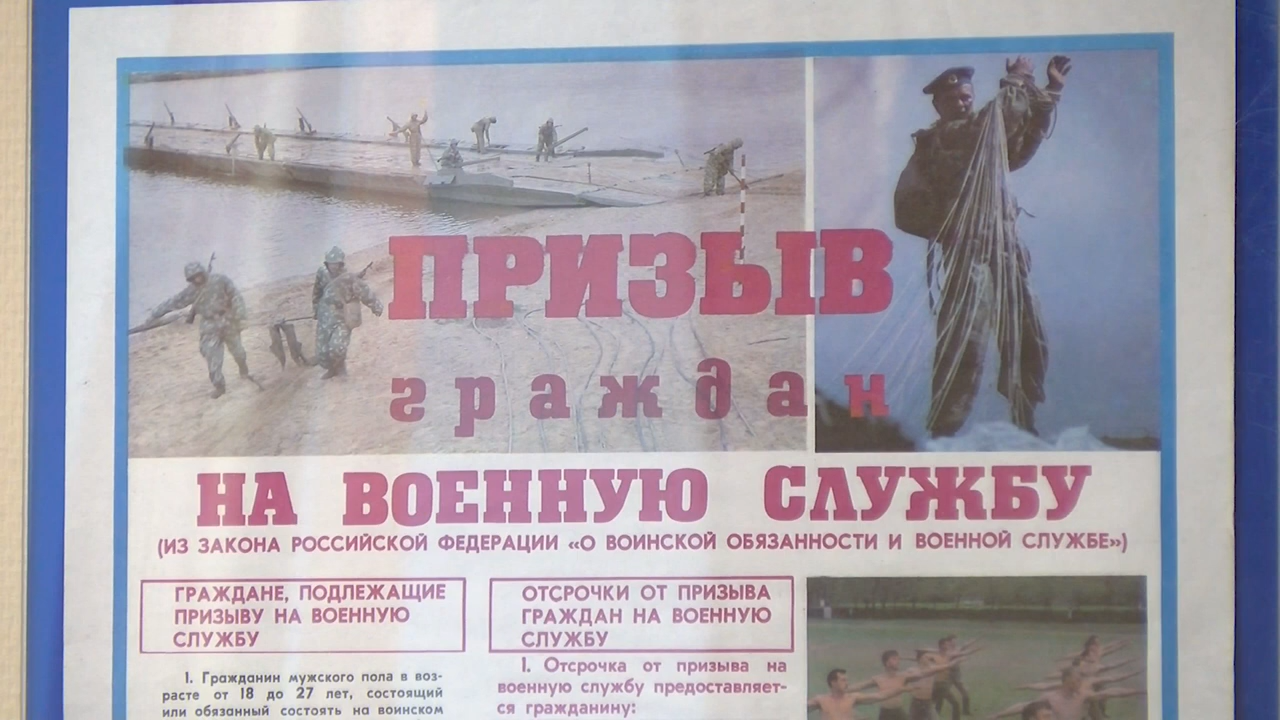 ПРИЗЫВ
граждан
НА ВОЕННУЮ СЛУЖБУ
(ИЗ ЗАКОНА РОССИЙСКОЙ ФЕДЕРАЦИИ «О ВОИНСКОЙ ОБЯЗАННОСТИ И ВОЕННОЙ СЛУЖБЕ»)
ГРАЖДАНЕ, ПОДЛЕЖАЩИЕ
ПРИЗЫВУ НА ВОЕННУЮ
СЛУЖБУ
1. Гражданин мужского пола в воз-
расте от 18 до 27 лет, состоящий
или обязанный состоять на воинском
ОТСРОЧКИ ОТ ПРИЗЫВА
ГРАЖДАН НА ВОЕННУЮ
СЛУЖБУ
1. Отсрочка от призыва на
военную службу предоставляет-
ся гражданину: